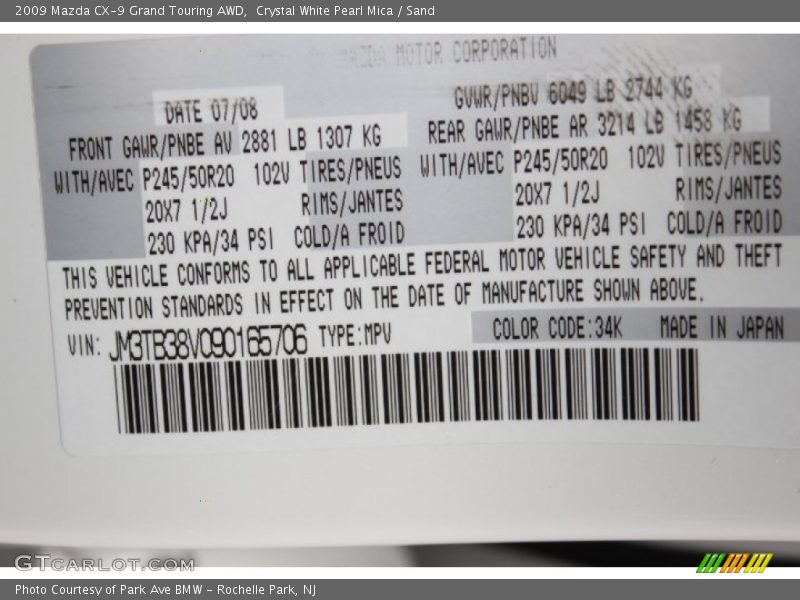 2009 Mazda CX-9 Grand Touring AWD,  Crystal White Pearl Mica / Sand
MAZDA MOTOR CORPORATION
DATE 07/08
GVWR/PNBV 6049 LB 2744 KG
FRONT GAWR/PNBE AV 2881 LB 1307 KG
REAR GAWR/PNBE AR 3214 LB 1458 KG
WITH/AVEC P245/50R20 102V TIRES/PNEUS
WITH/AVEC P245/50R20 102V TIRES/PNEUS
20X7 1/2J RIMS/JANTES
20X7 1/2J RIMS/JANTES
230 KPA/34 PSI COLD/A FROID
230 KPA/34 PSI COLD/A FROID
THIS VEHICLE CONFORMS TO ALL APPLICABLE FEDERAL MOTOR VEHICLE SAFETY AND THEFT
PREVENTION STANDARDS IN EFFECT ON THE DATE OF MANUFACTURE SHOWN ABOVE.
VIN: JM3TB38V090165706 TYPE:MPV
COLOR CODE:34K MADE IN JAPAN
GTCARLOT.COM
Photo Courtesy of Park Ave BMW - Rochelle Park, NJ